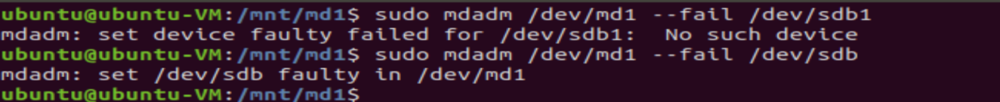 ubuntu@ubuntu-VM:/mnt/md1$ sudo mdadm /dev/md1 --fail /dev/sdb1
mdadm: set device faulty failed for /dev/sdb1:  No such device
ubuntu@ubuntu-VM:/mnt/md1$ sudo mdadm /dev/md1 --fail /dev/sdb
mdadm: set /dev/sdb faulty in /dev/md1
ubuntu@ubuntu-VM:/mnt/md1$